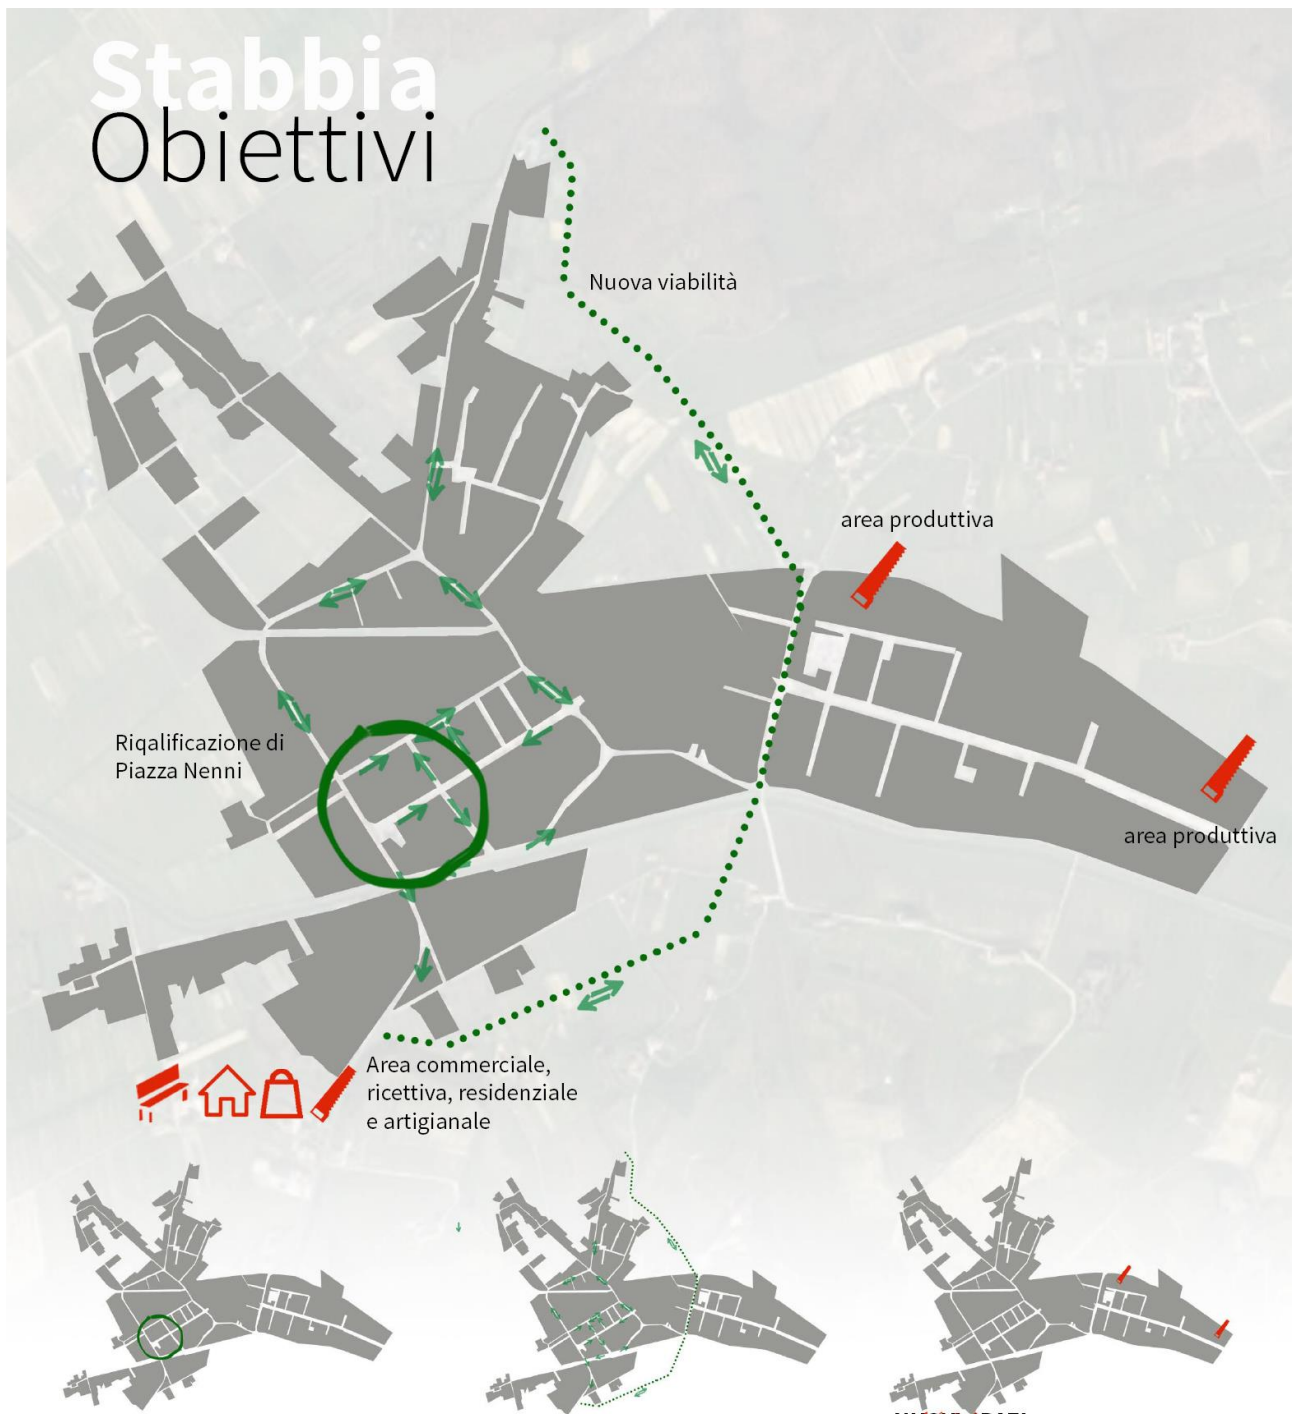 Stabbia
Obiettivi
Nuova viabilità
area produttiva
Riqalificazione di
Piazza Nenni
area produttiva
Area commerciale,
ricettiva, residenziale
e artigianale